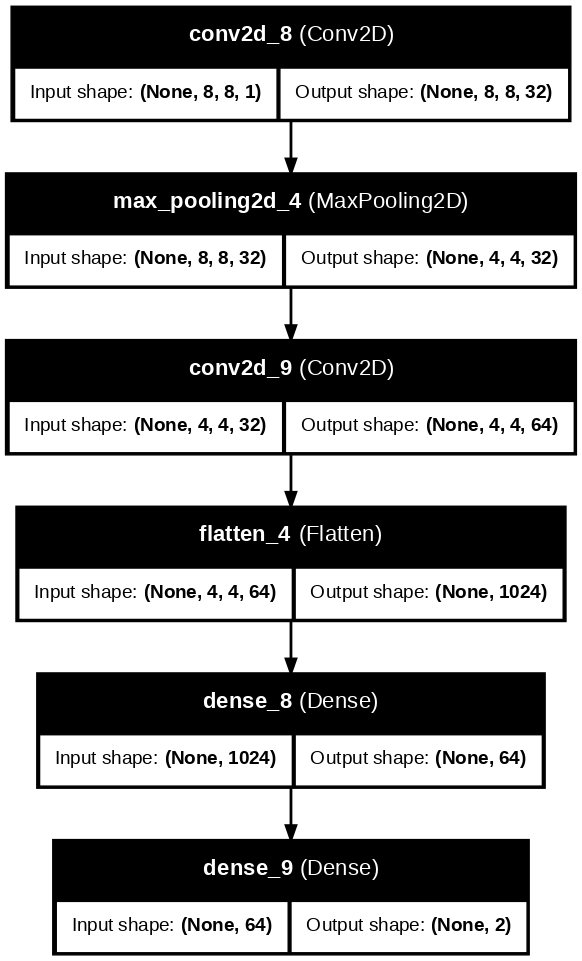 conv2d_8 (Conv2D)
Input shape: (None, 8, 8, 1) Output shape: (None, 8, 8, 32)
max_pooling2d_4 (MaxPooling2D)
Input shape: (None, 8, 8, 32) Output shape: (None, 4, 4, 32)
conv2d_9 (Conv2D)
Input shape: (None, 4, 4, 32) Output shape: (None, 4, 4, 64)
flatten_4 (Flatten)
Input shape: (None, 4, 4, 64) Output shape: (None, 1024)
dense_8 (Dense)
Input shape: (None, 1024) Output shape: (None, 64)
dense_9 (Dense)
Input shape: (None, 64) Output shape: (None, 2)